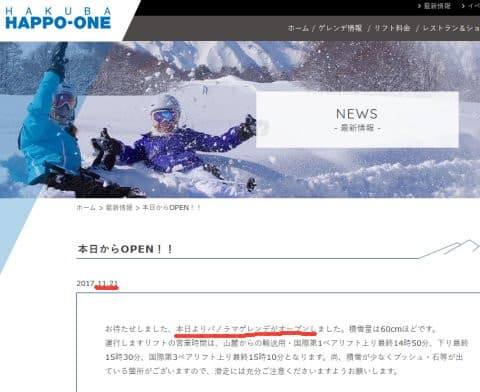 HAKUBA
HAPPO-ONE
> 最新情報 > イベ
ホーム / ゲレンデ情報 / リフト料金 / レストラン&ショ
NEWS
- 最新情報 -
ホーム > 最新情報 > 本日からOPEN！！
本日からOPEN！！
2017.11.21
お待たせしました、本日よりパノラマゲレンデがオープンしました。積雪量は60cmほどです。
運行しますリフトの営業時間は、山麓からの輸送用・国際第1ペアリフト上り最終14時50分、下り最終
15時30分、国際第3ペアリフト上り最終15時10分となります。尚、積雪が少なくブッシュ・石等が出
ている箇所がございますので、滑走には充分ご注意くださいますようお願いします。